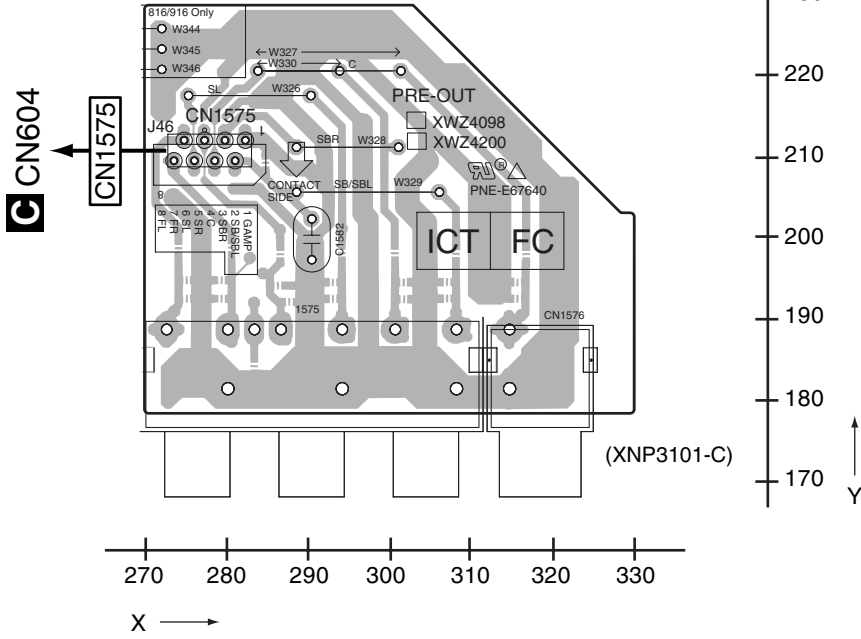 816/916 Only
W344
W345
W346
W327
W330
C
SL
W326
PRE-OUT
XWZ4098
XWZ4200
C CN604
CN1575
J46
CN1575
8
1
SBR
W328
CONTACT
SIDE
SB/SBL
W329
PNE-E67640
8
8 FL
7 FR
6 SL
5 SR
4 C
3 SBR
2 SB/SBL
1 GAMP
C1582
ICT
FC
1575
CN1576
(XNP3101-C)
220
210
200
190
180
170
Y
270
280
290
300
310
320
330
X